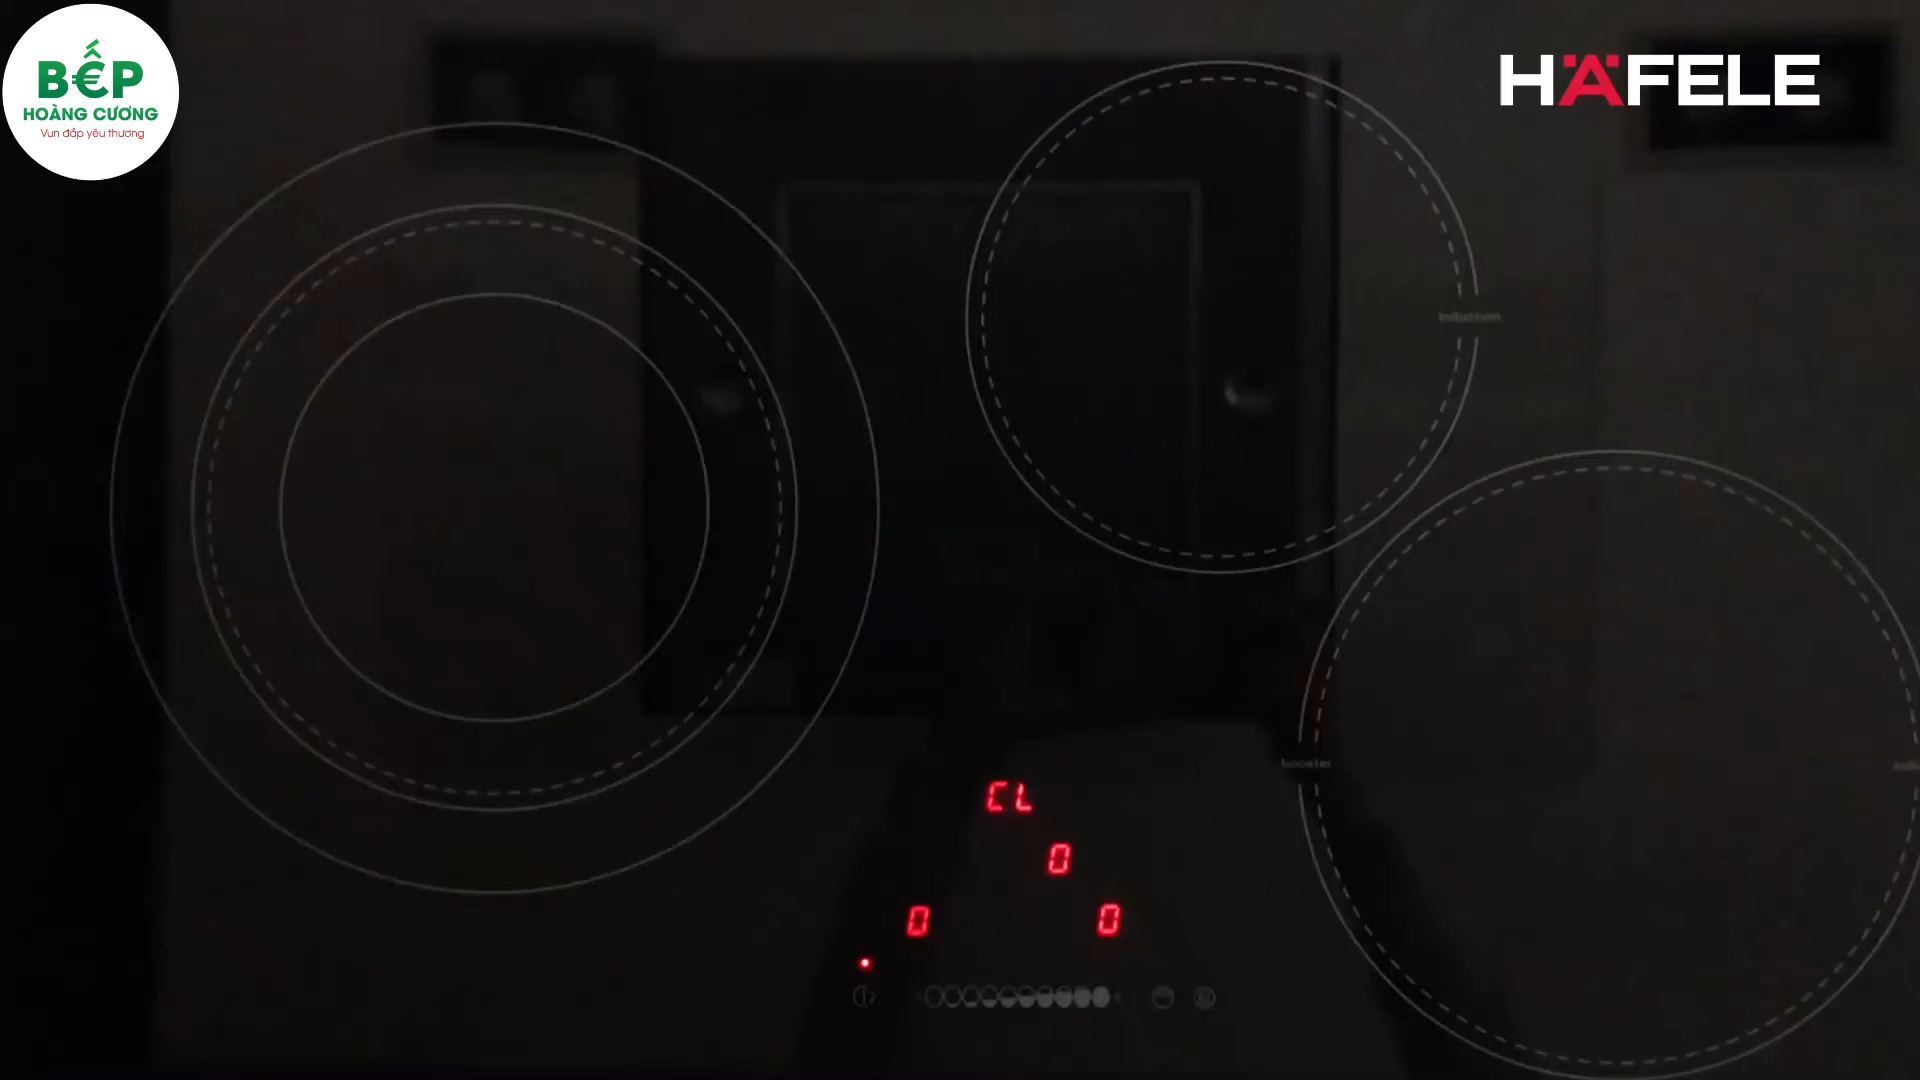 BẾP
HOÀNG CƯƠNG
Vun đắp yêu thương
HÄFELE
induction
booster
CL
0
0
0